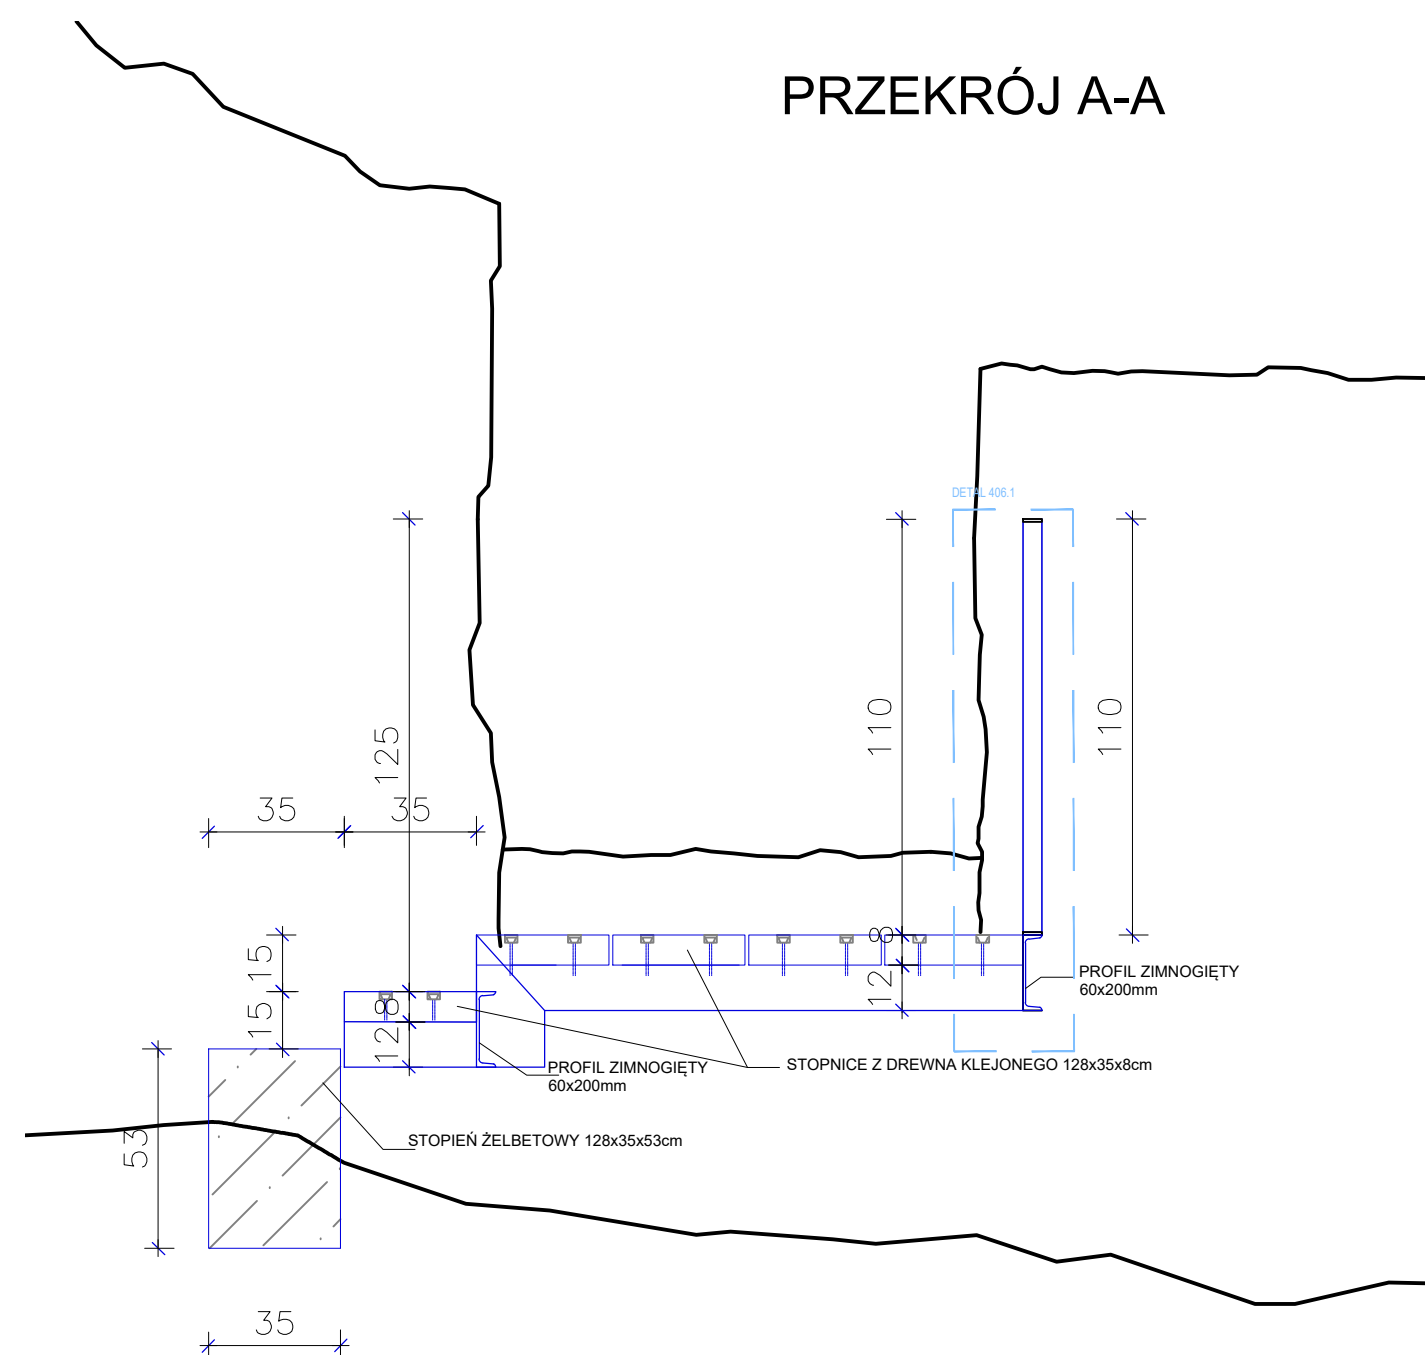 PRZEKRÓJ A-A
DETAL 406.1
125
110
110
35
35
8
15
12
PROFIL ZIMNOGIĘTY
60x200mm
15
8
12
PROFIL ZIMNOGIĘTY
60x200mm
STOPNICE Z DREWNA KLEJONEGO 128x35x8cm
53
STOPIEŃ ŻELBETOWY 128x35x53cm
35